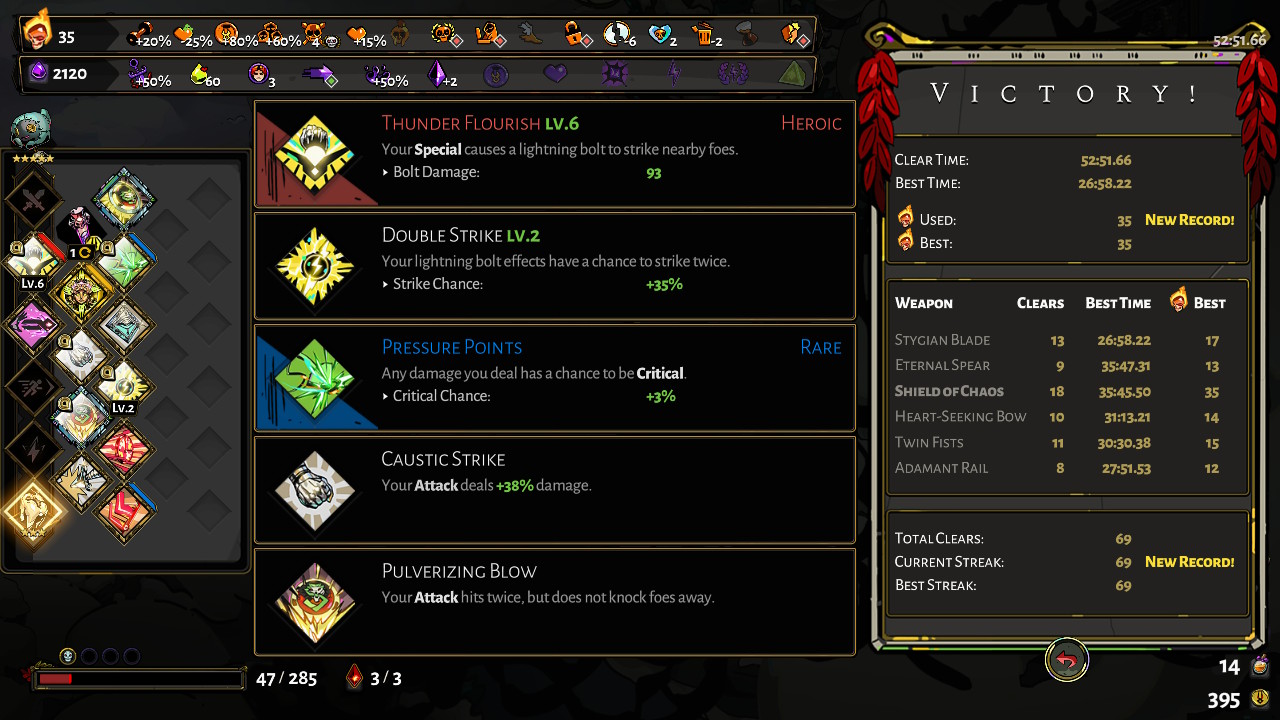 35
+20%
-25%
+80%
+60%
4
+15%
-6
2
-2
52:51.66
2120
+50%
60
3
+50%
+2
VICTORY!
THUNDER FLOURISH LV.6
HEROIC
Your Special causes a lightning bolt to strike nearby foes.
Bolt Damage: 93
CLEAR TIME: 52:51.66
BEST TIME: 26:58.22
USED: 35 NEW RECORD!
BEST: 35
1
Lv.6
Lv.2
DOUBLE STRIKE LV.2
Your lightning bolt effects have a chance to strike twice.
Strike Chance: +35%
PRESSURE POINTS
RARE
Any damage you deal has a chance to be Critical.
Critical Chance: +3%
CAUSTIC STRIKE
Your Attack deals +38% damage.
PULVERIZING BLOW
Your Attack hits twice, but does not knock foes away.
WEAPON CLEARS BEST TIME BEST
STYGIAN BLADE 13 26:58.22 17
ETERNAL SPEAR 9 35:47.31 13
SHIELD OF CHAOS 18 35:45.50 35
HEART-SEEKING BOW 10 31:13.21 14
TWIN FISTS 11 30:30.38 15
ADAMANT RAIL 8 27:51.53 12
TOTAL CLEARS: 69
CURRENT STREAK: 69 NEW RECORD!
BEST STREAK: 69
47 / 285
3 / 3
14
395